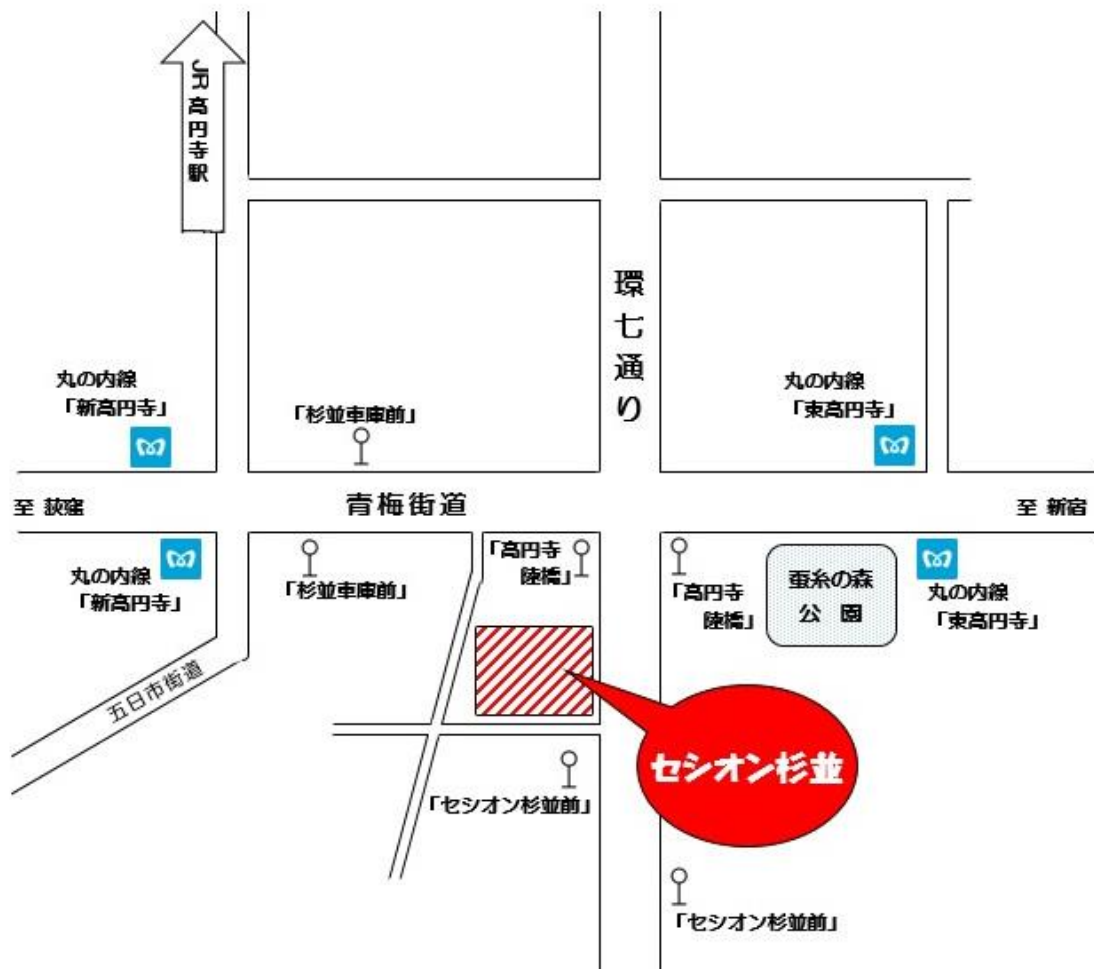 JR高円寺駅
環七通り
丸の内線
「新高円寺」
「杉並車庫前」
丸の内線
「東高円寺」
至 荻窪
青梅街道
至 新宿
丸の内線
「新高円寺」
「杉並車庫前」
「高円寺
陸橋」
「高円寺
陸橋」
蚕糸の森
公園
丸の内線
「東高円寺」
五日市街道
セシオン杉並
「セシオン杉並前」
「セシオン杉並前」